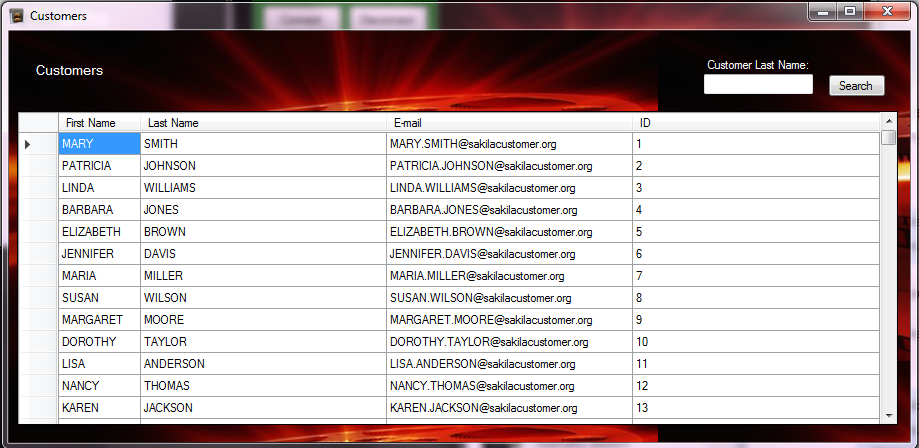 Customers
Connect Disconnect
Customers
Customer Last Name:
Search
First Name Last Name E-mail ID
MARY SMITH MARY.SMITH@sakilacustomer.org 1
PATRICIA JOHNSON PATRICIA.JOHNSON@sakilacustomer.org 2
LINDA WILLIAMS LINDA.WILLIAMS@sakilacustomer.org 3
BARBARA JONES BARBARA.JONES@sakilacustomer.org 4
ELIZABETH BROWN ELIZABETH.BROWN@sakilacustomer.org 5
JENNIFER DAVIS JENNIFER.DAVIS@sakilacustomer.org 6
MARIA MILLER MARIA.MILLER@sakilacustomer.org 7
SUSAN WILSON SUSAN.WILSON@sakilacustomer.org 8
MARGARET MOORE MARGARET.MOORE@sakilacustomer.org 9
DOROTHY TAYLOR DOROTHY.TAYLOR@sakilacustomer.org 10
LISA ANDERSON LISA.ANDERSON@sakilacustomer.org 11
NANCY THOMAS NANCY.THOMAS@sakilacustomer.org 12
KAREN JACKSON KAREN.JACKSON@sakilacustomer.org 13